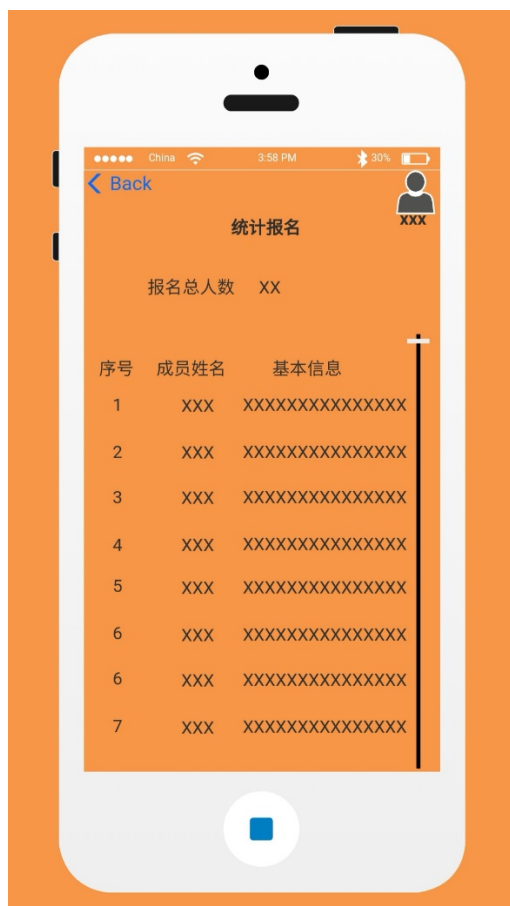 China 3:58 PM 30%
Back
XXX
统计报名
报名总人数 XX
序号 成员姓名 基本信息
1 XXX XXXXXXXXXXXXXXX
2 XXX XXXXXXXXXXXXXXX
3 XXX XXXXXXXXXXXXXXX
4 XXX XXXXXXXXXXXXXXX
5 XXX XXXXXXXXXXXXXXX
6 XXX XXXXXXXXXXXXXXX
6 XXX XXXXXXXXXXXXXXX
7 XXX XXXXXXXXXXXXXXX